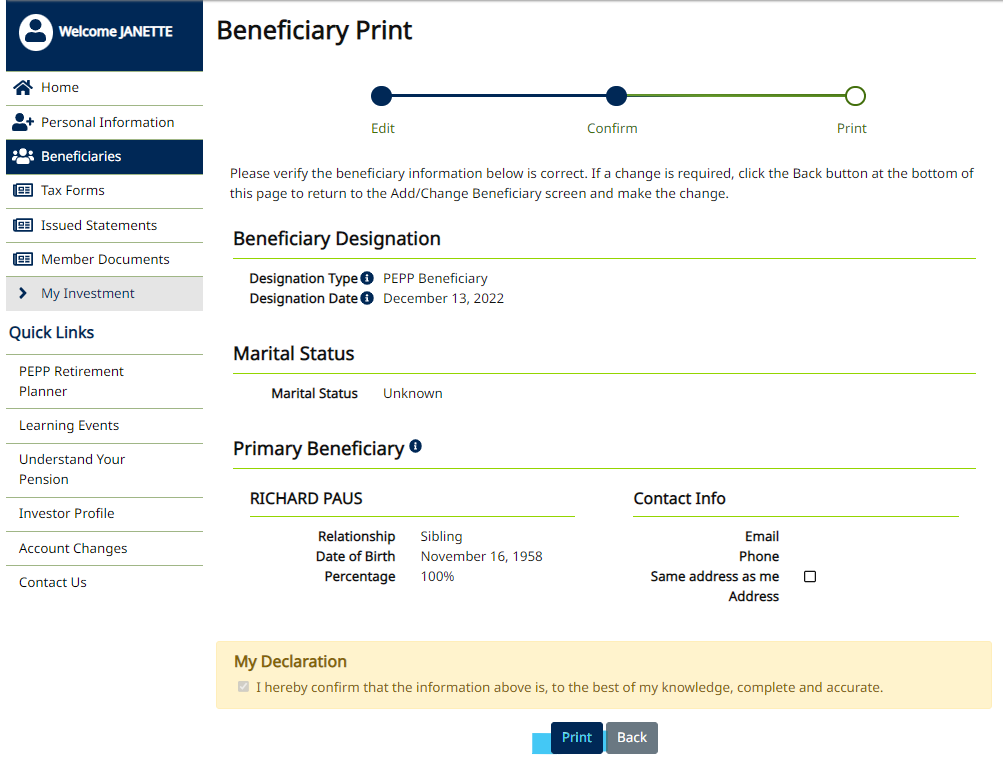 Welcome JANETTE
Home
Personal Information
Beneficiaries
Tax Forms
Issued Statements
Member Documents
My Investment
Quick Links
PEPP Retirement
Planner
Learning Events
Understand Your
Pension
Investor Profile
Account Changes
Contact Us
Beneficiary Print
Edit Confirm Print
Please verify the beneficiary information below is correct. If a change is required, click the Back button at the bottom of
this page to return to the Add/Change Beneficiary screen and make the change.
Beneficiary Designation
Designation Type PEPP Beneficiary
Designation Date December 13, 2022
Marital Status
Marital Status Unknown
Primary Beneficiary
RICHARD PAUS
Relationship Sibling
Date of Birth November 16, 1958
Percentage 100%
Contact Info
Email
Phone
Same address as me
Address
My Declaration
I hereby confirm that the information above is, to the best of my knowledge, complete and accurate.
Print Back